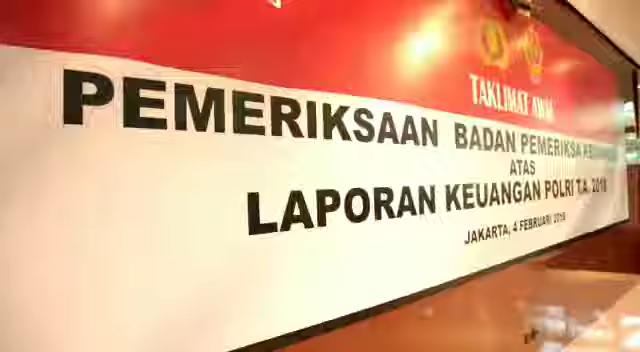 TAKLIMAT AWAL
PEMERIKSAAN BADAN PEMERIKSA
ATAS
LAPORAN KEUANGAN POLRI T.A. 2018
JAKARTA, 4 FEBRUARI 2019